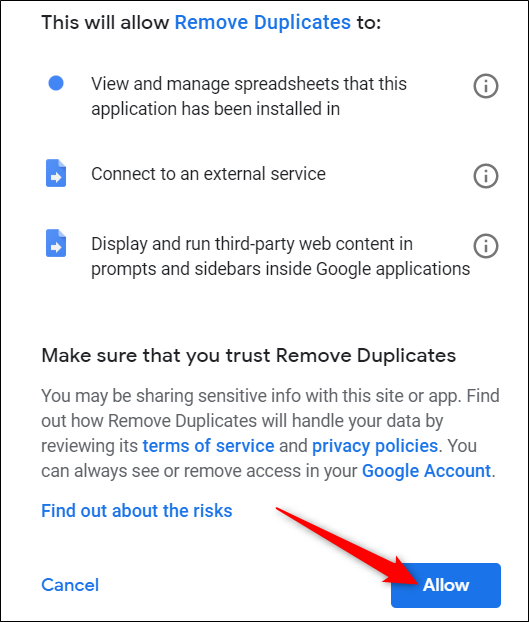 This will allow Remove Duplicates to:
View and manage spreadsheets that this
application has been installed in
Connect to an external service
Display and run third-party web content in
prompts and sidebars inside Google applications
Make sure that you trust Remove Duplicates
You may be sharing sensitive info with this site or app. Find
out how Remove Duplicates will handle your data by
reviewing its terms of service and privacy policies. You
can always see or remove access in your Google Account.
Find out about the risks
Cancel
Allow